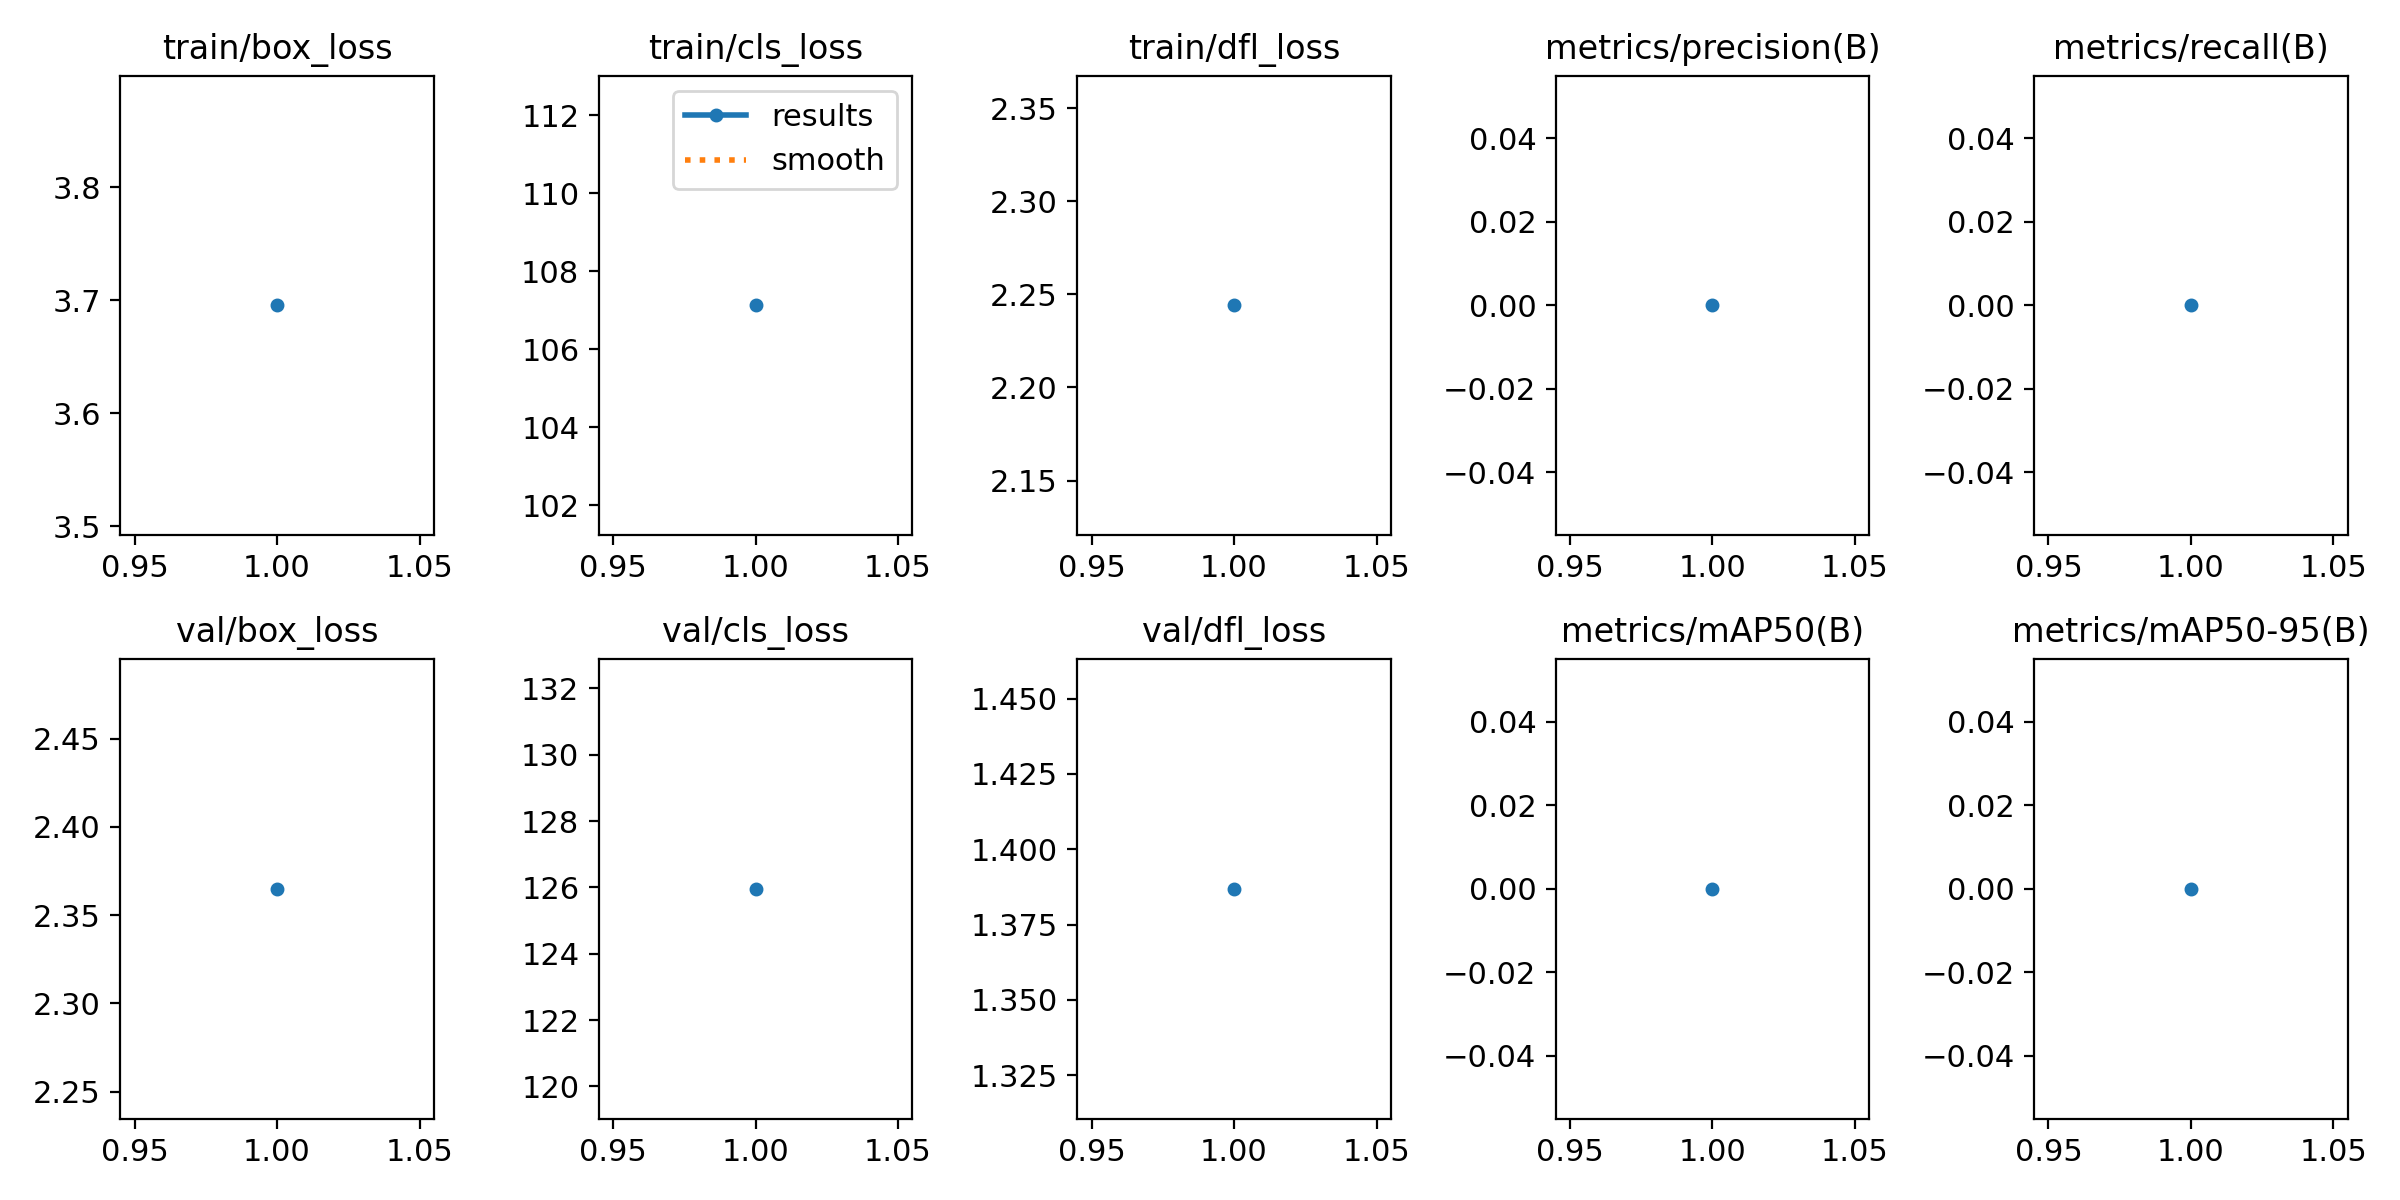 train/box_loss
train/cls_loss
train/dfl_loss
metrics/precision(B)
metrics/recall(B)
3.8
3.7
3.6
3.5
0.95 1.00 1.05
112
110
108
106
104
102
results
smooth
0.95 1.00 1.05
2.35
2.30
2.25
2.20
2.15
0.95 1.00 1.05
0.04
0.02
0.00
−0.02
−0.04
0.95 1.00 1.05
0.04
0.02
0.00
−0.02
−0.04
0.95 1.00 1.05
val/box_loss
val/cls_loss
val/dfl_loss
metrics/mAP50(B)
metrics/mAP50-95(B)
2.45
2.40
2.35
2.30
2.25
0.95 1.00 1.05
132
130
128
126
124
122
120
0.95 1.00 1.05
1.450
1.425
1.400
1.375
1.350
1.325
0.95 1.00 1.05
0.04
0.02
0.00
−0.02
−0.04
0.95 1.00 1.05
0.04
0.02
0.00
−0.02
−0.04
0.95 1.00 1.05